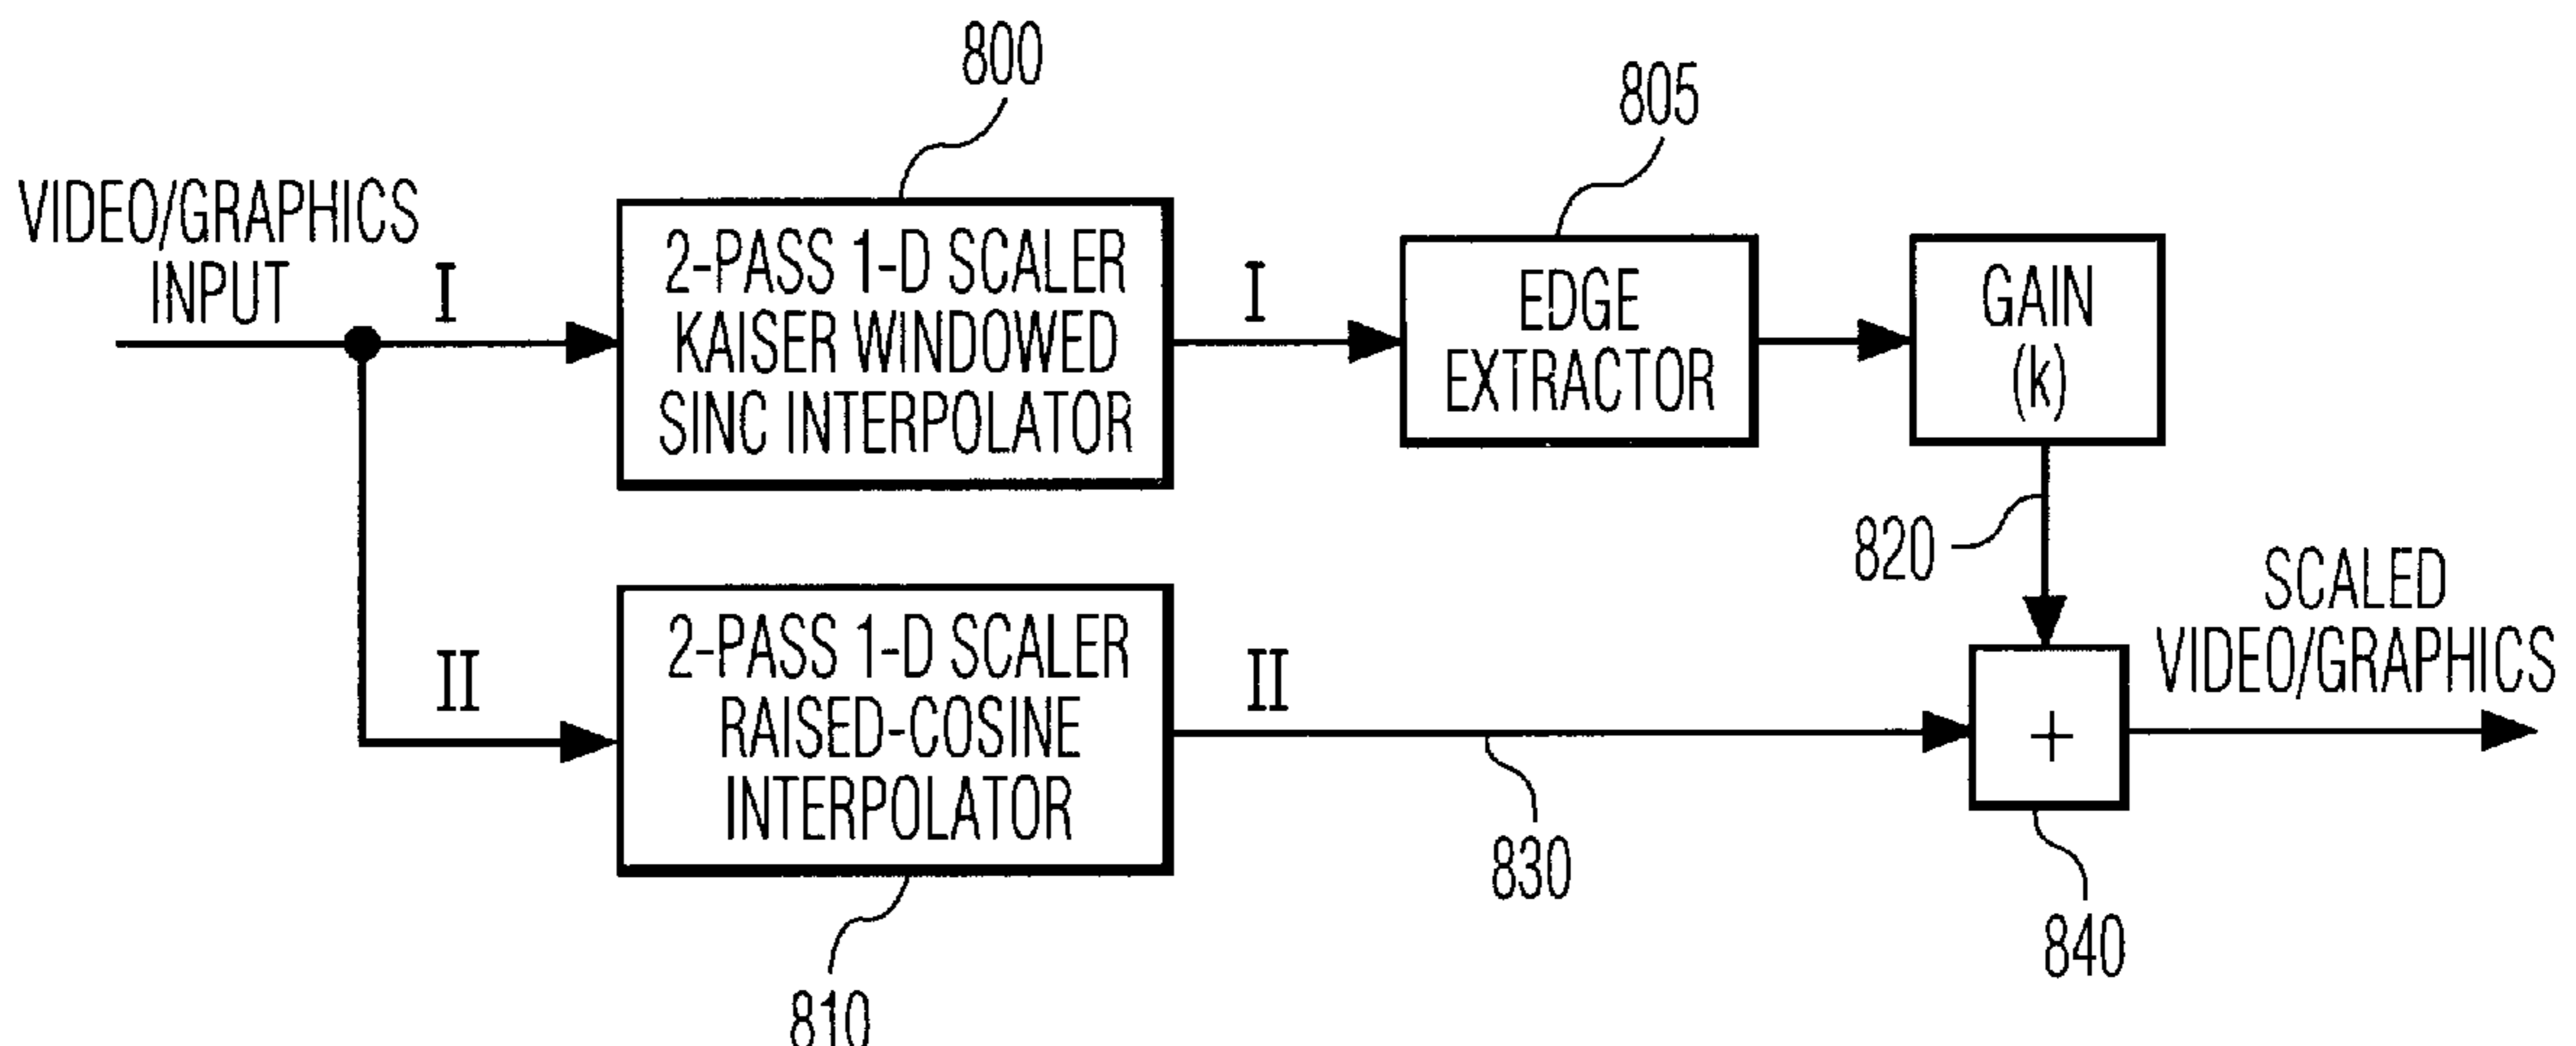 800
805
VIDEO/GRAPHICS
INPUT
I
2-PASS 1-D SCALER
KAISER WINDOWED
SINC INTERPOLATOR
I
EDGE
EXTRACTOR
GAIN
(k)
820
II
2-PASS 1-D SCALER
RAISED-COSINE
INTERPOLATOR
II
830
+
SCALED
VIDEO/GRAPHICS
810
840